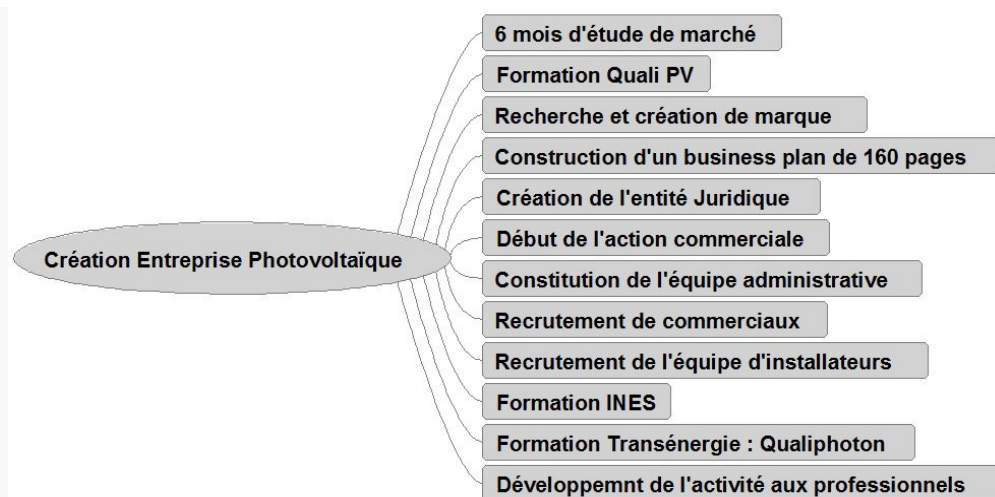 6 mois d'étude de marché
Formation Quali PV
Recherche et création de marque
Construction d'un business plan de 160 pages
Création de l'entité Juridique
Début de l'action commerciale
Création Entreprise Photovoltaïque
Constitution de l'équipe administrative
Recrutement de commerciaux
Recrutement de l'équipe d'installateurs
Formation INES
Formation Transénergie : Qualiphoton
Développemnt de l'activité aux professionnels